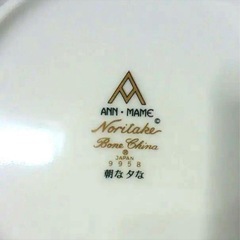 ANN・MAME
©
Noritake
Bone China
®
JAPAN
9958
朝な夕な